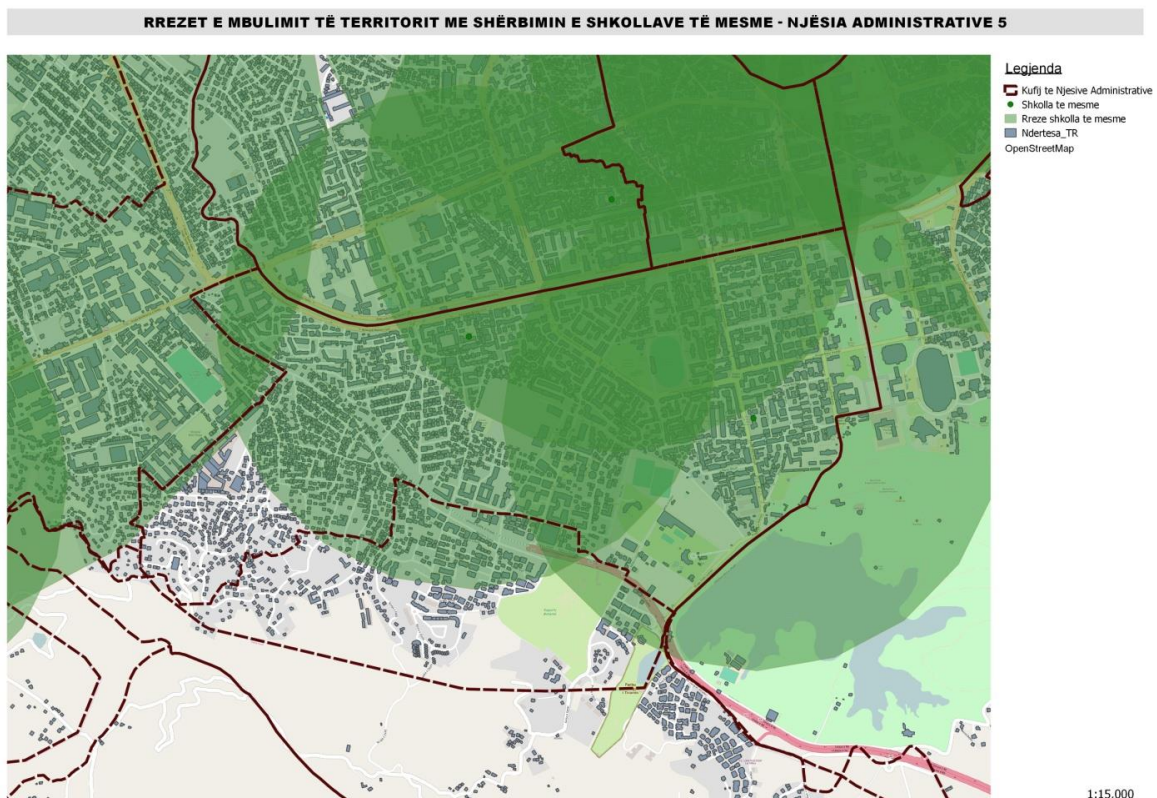 RREZET E MBULIMIT TË TERRITORIT ME SHËRBIMIN E SHKOLLAVE TË MESME - NJËSIA ADMINISTRATIVE 5
Legjenda
Kufij te Njesive Administrative
Shkolla te mesme
Rreze shkolla te mesme
Ndertesa_TR
OpenStreetMap
1:15.000